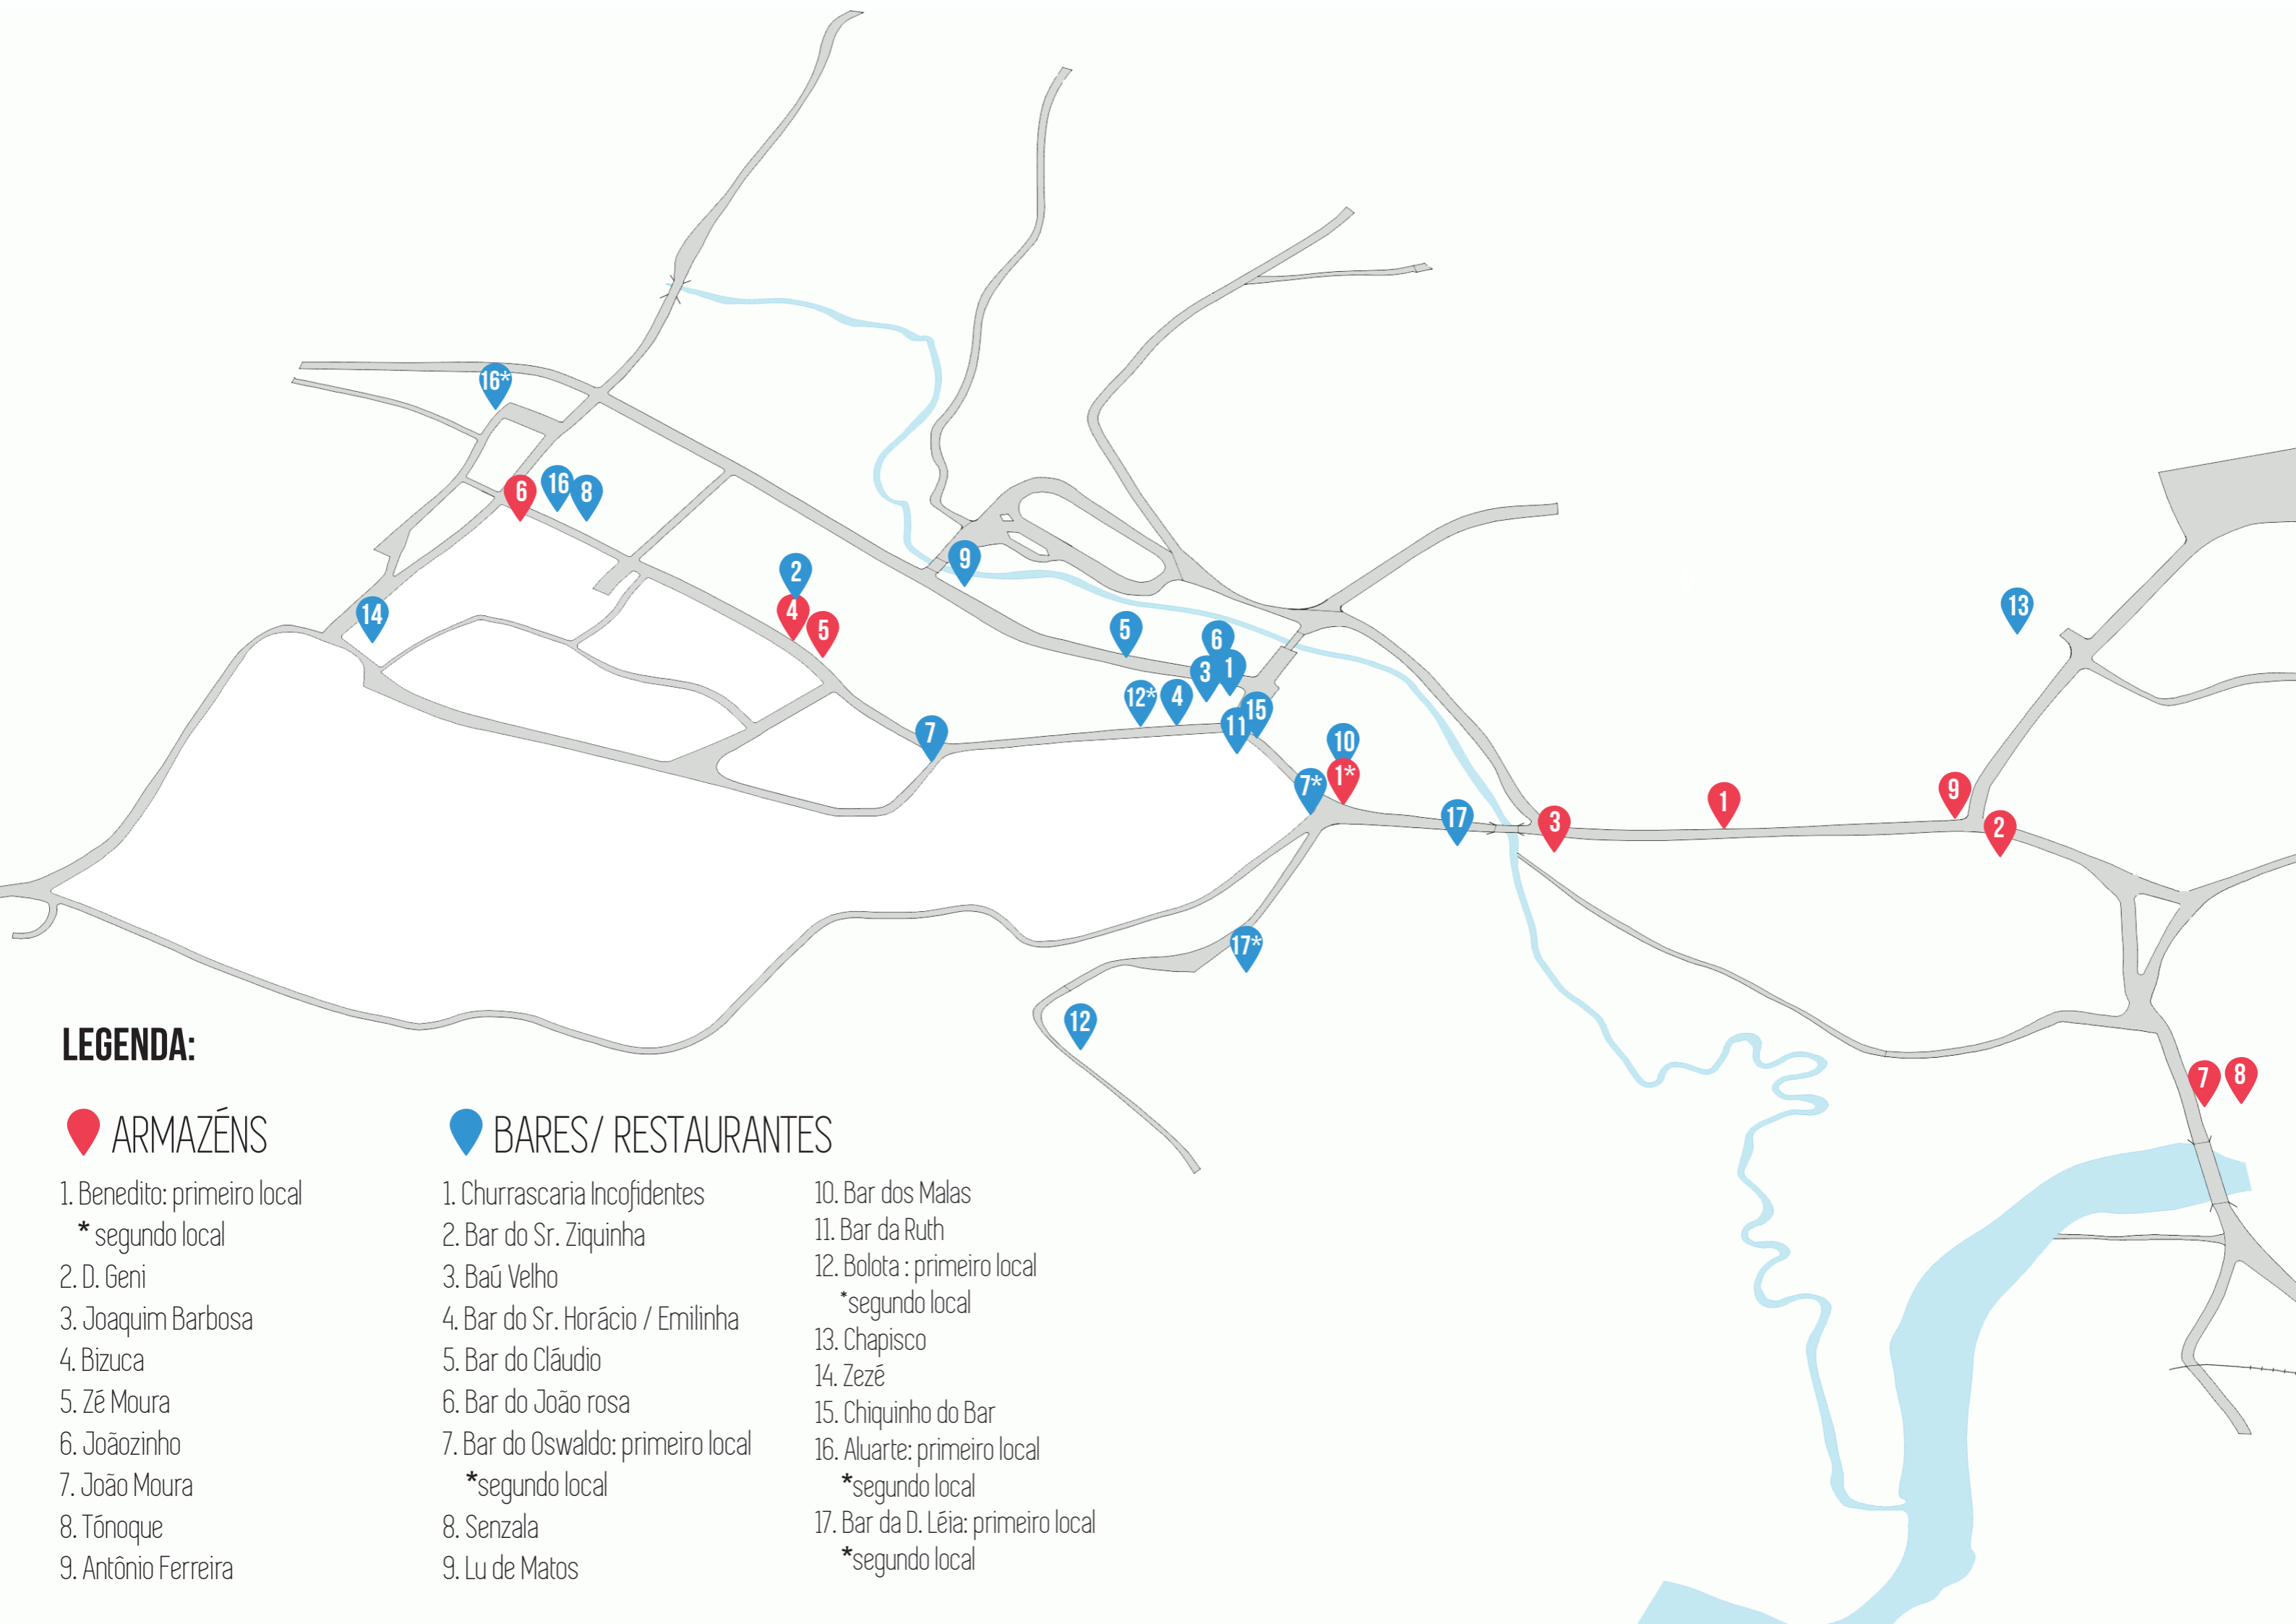 16*
6
16
8
14
2
4
5
9
5
6
3
1
12*
4
15
11
7
10
1*
7*
17
3
1
9
2
13
17*
12
7
8
LEGENDA:
ARMAZÉNS
1. Benedito: primeiro local
* segundo local
2. D. Geni
3. Joaquim Barbosa
4. Bizuca
5. Zé Moura
6. Joãozinho
7. João Moura
8. Tónoque
9. Antônio Ferreira
BARES/ RESTAURANTES
1. Churrascaria Incofidentes
2. Bar do Sr. Ziquinha
3. Baú Velho
4. Bar do Sr. Horácio / Emilinha
5. Bar do Cláudio
6. Bar do João rosa
7. Bar do Oswaldo: primeiro local
*segundo local
8. Senzala
9. Lu de Matos
10. Bar dos Malas
11. Bar da Ruth
12. Bolota : primeiro local
*segundo local
13. Chapisco
14. Zezé
15. Chiquinho do Bar
16. Aluarte: primeiro local
*segundo local
17. Bar da D. Léia: primeiro local
*segundo local